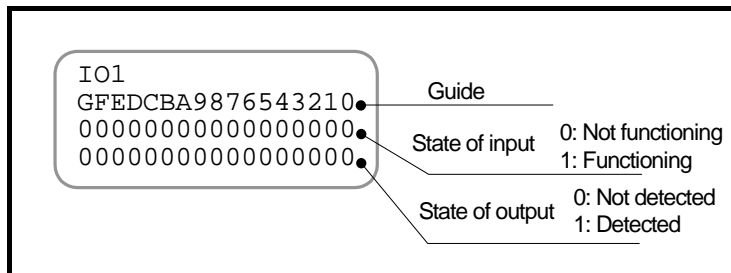 IO1
GFEDCBA9876543210
00000000000000000
00000000000000000
Guide
State of input
0: Not functioning
1: Functioning
State of output
0: Not detected
1: Detected